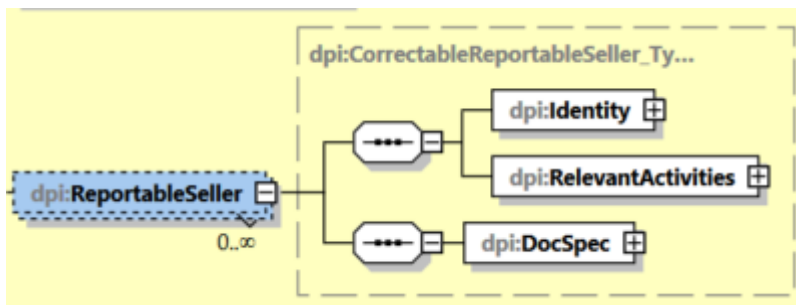 dpi:CorrectableReportableSeller_Ty...
dpi:Identity
dpi:RelevantActivities
dpi:ReportableSeller
0..∞
dpi:DocSpec